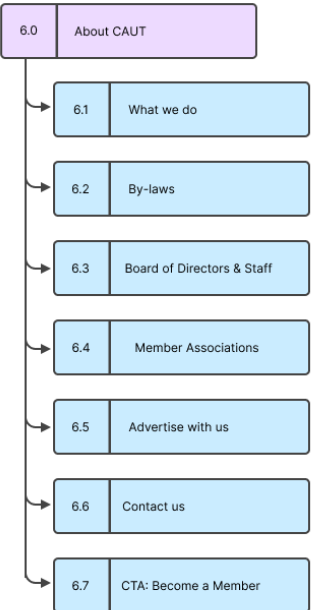 6.0 About CAUT
6.1 What we do
6.2 By-laws
6.3 Board of Directors & Staff
6.4 Member Associations
6.5 Advertise with us
6.6 Contact us
6.7 CTA: Become a Member